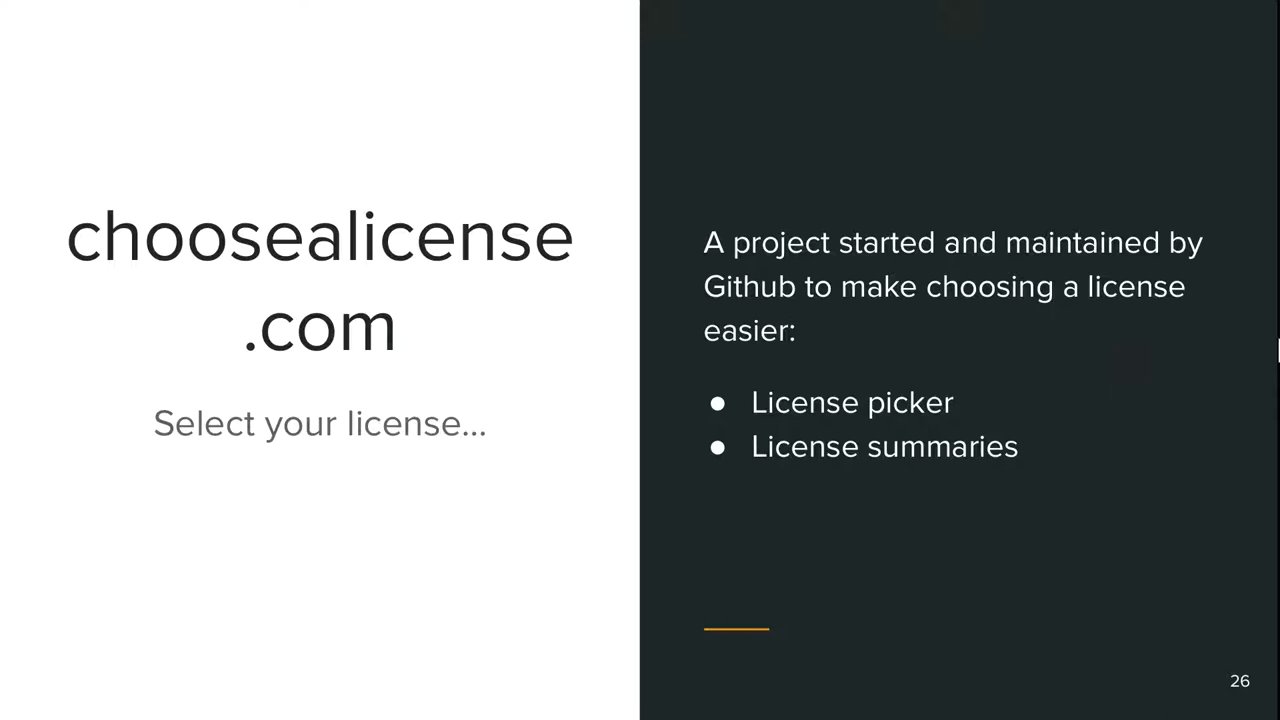 choosealicense
.com
Select your license...
A project started and maintained by
Github to make choosing a license
easier:
● License picker
● License summaries
26